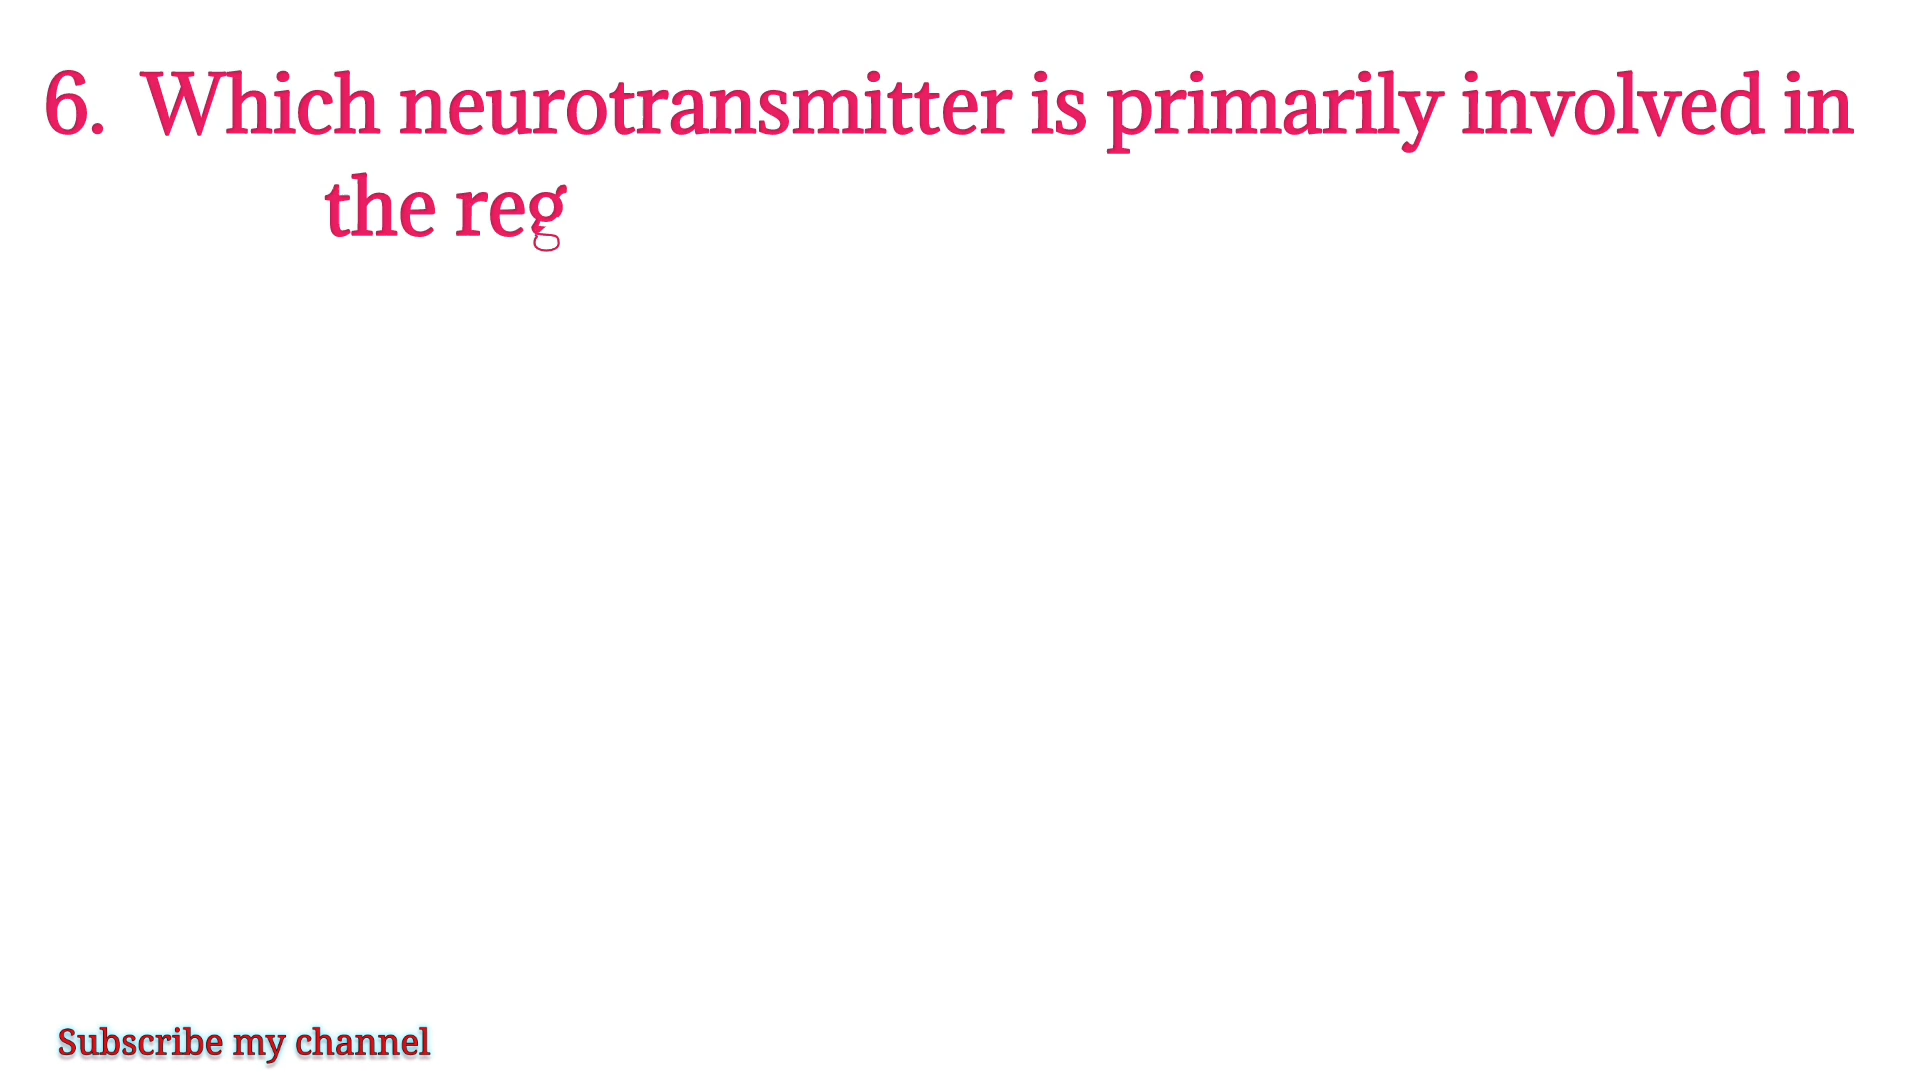 6. Which neurotransmitter is primarily involved in
the reg
Subscribe my channel